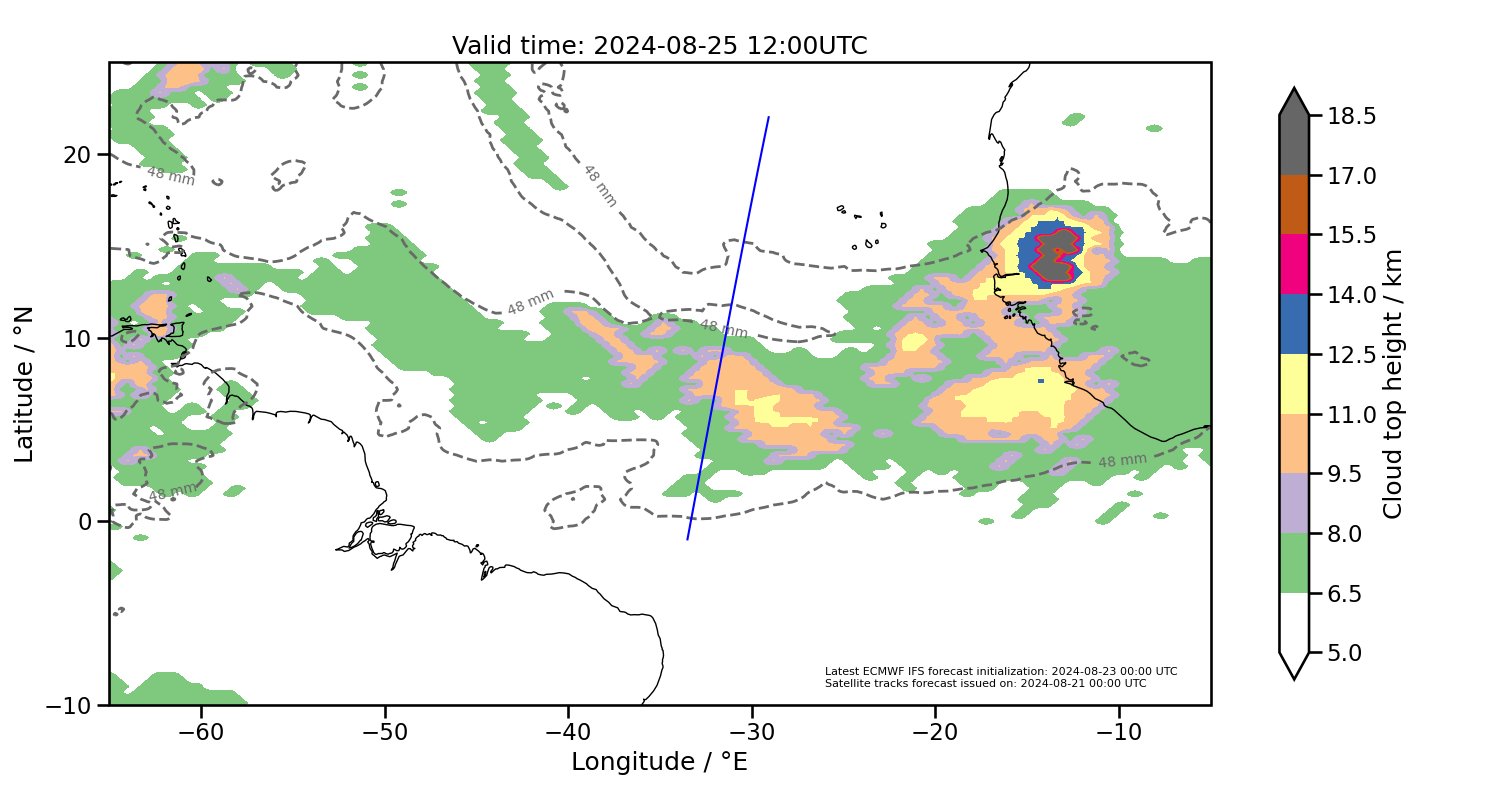 Valid time: 2024-08-25 12:00UTC
Latitude / °N
20
10
0
−10
48 mm
48 mm
48 mm
48 mm
48 mm
48 mm
Latest ECMWF IFS forecast initialization: 2024-08-23 00:00 UTC
Satellite tracks forecast issued on: 2024-08-21 00:00 UTC
−60
−50
−40
−30
−20
−10
Longitude / °E
18.5
17.0
15.5
14.0
12.5
11.0
9.5
8.0
6.5
5.0
Cloud top height / km